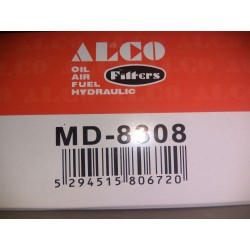 ALCO
OIL
AIR
FUEL
HYDRAULIC
Filters
MD-8308
5 294515 806720